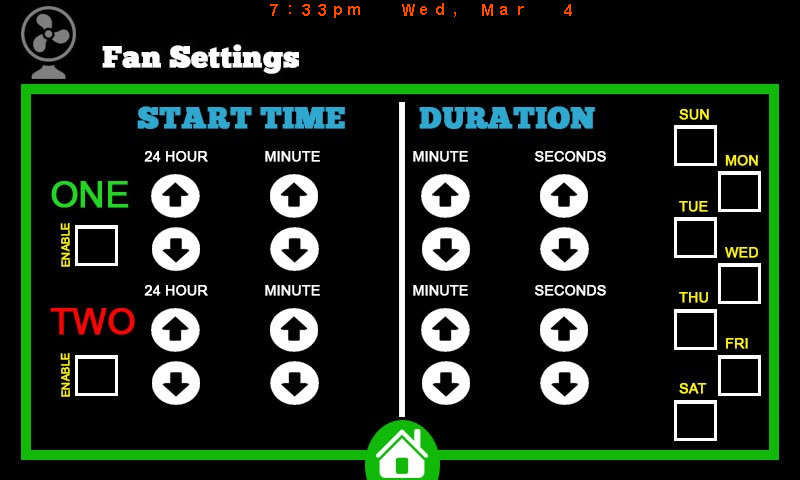 7:33pm Wed, Mar 4
Fan Settings
START TIME
DURATION
24 HOUR
MINUTE
MINUTE
SECONDS
ONE
ENABLE
24 HOUR
MINUTE
MINUTE
SECONDS
TWO
ENABLE
SUN
MON
TUE
WED
THU
FRI
SAT